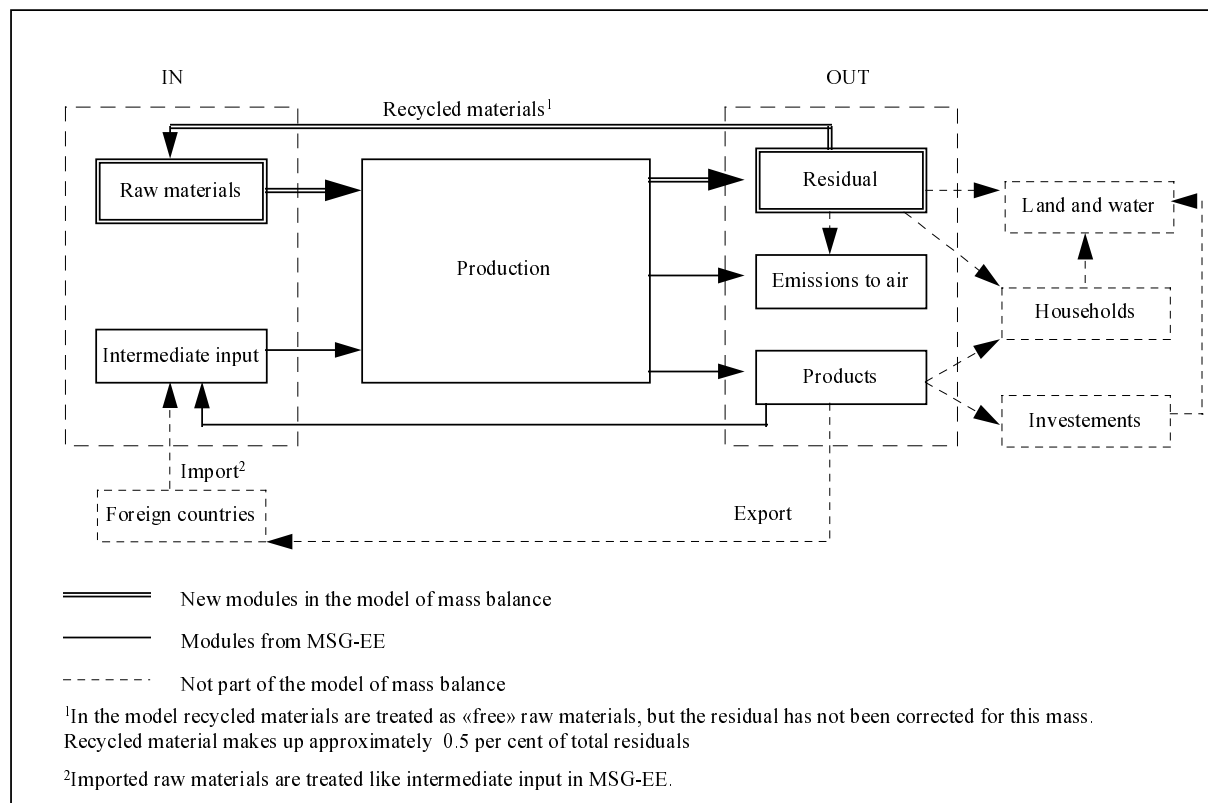 IN
OUT
Recycled materials¹
Raw materials
Residual
Land and water
Production
Emissions to air
Households
Intermediate input
Products
Investements
Import²
Foreign countries
Export
New modules in the model of mass balance
Modules from MSG-EE
Not part of the model of mass balance
¹In the model recycled materials are treated as «free» raw materials, but the residual has not been corrected for this mass.
Recycled material makes up approximately 0.5 per cent of total residuals
²Imported raw materials are treated like intermediate input in MSG-EE.